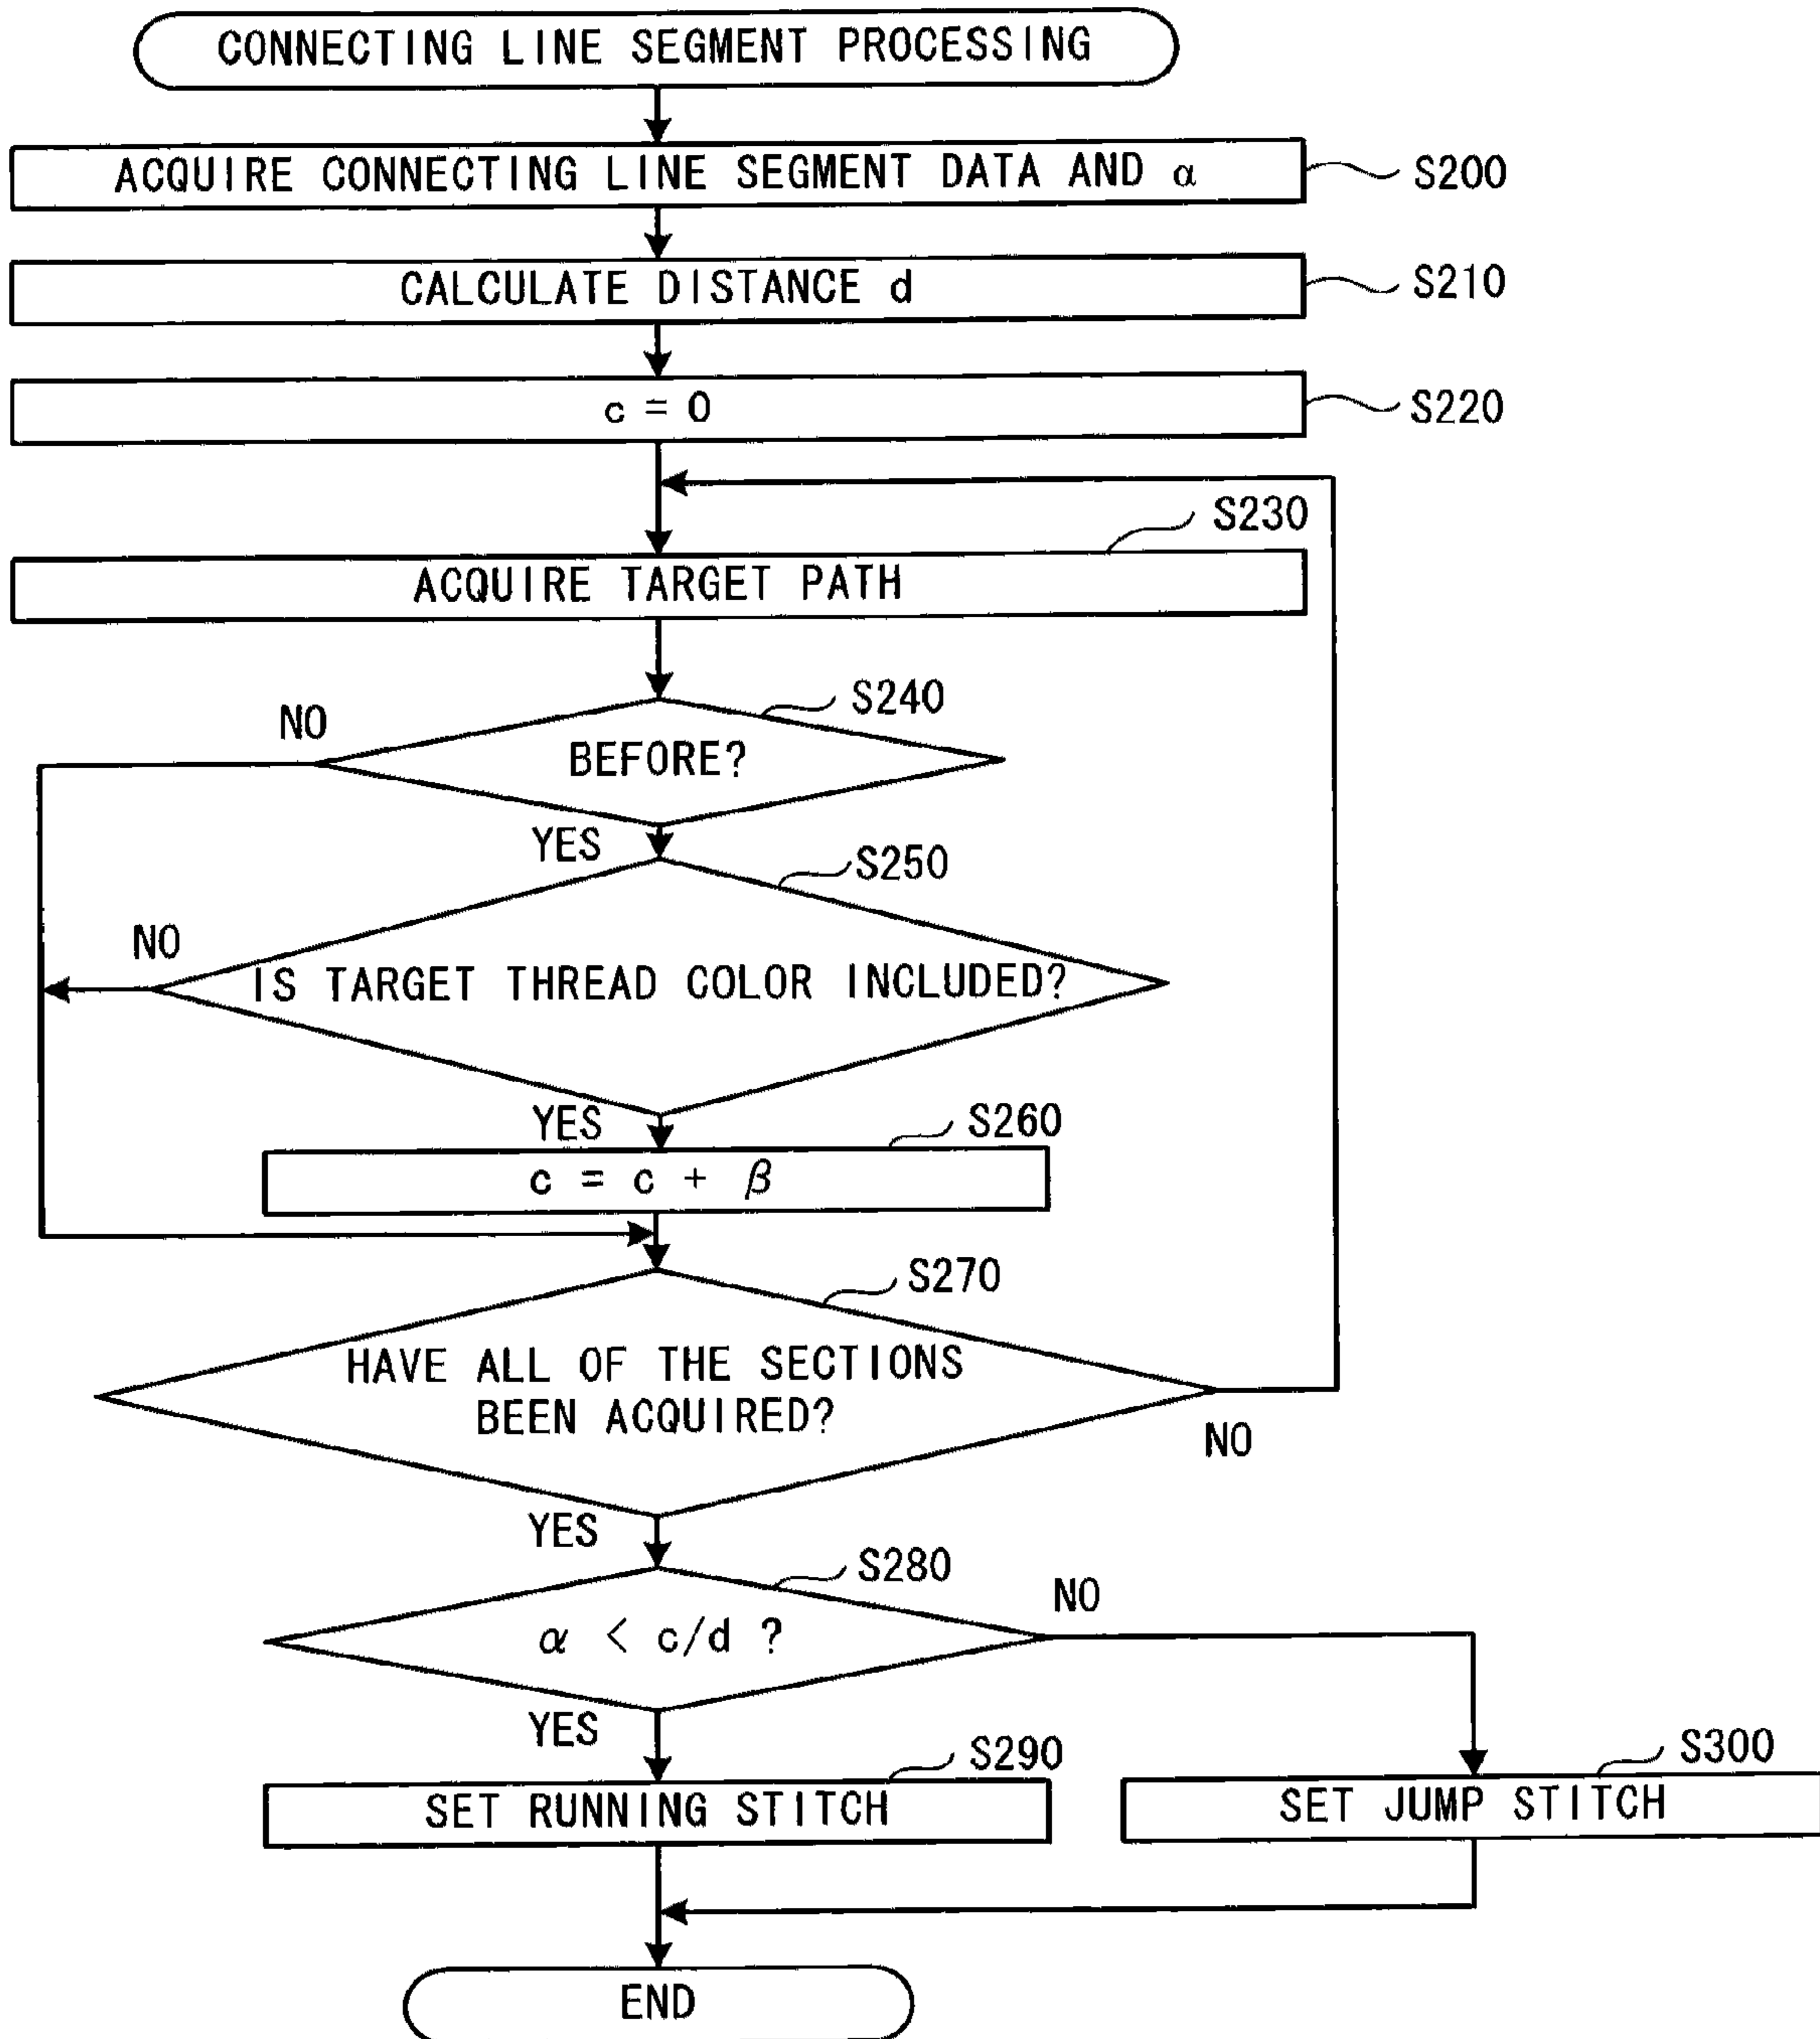 CONNECTING LINE SEGMENT PROCESSING
ACQUIRE CONNECTING LINE SEGMENT DATA AND α
S200
CALCULATE DISTANCE d
S210
c = 0
S220
S230
ACQUIRE TARGET PATH
S240
NO
BEFORE?
YES
S250
NO
IS TARGET THREAD COLOR INCLUDED?
YES
S260
c = c + β
S270
HAVE ALL OF THE SECTIONS
BEEN ACQUIRED?
NO
YES
S280
NO
α < c/d ?
YES
S290
SET RUNNING STITCH
S300
SET JUMP STITCH
END